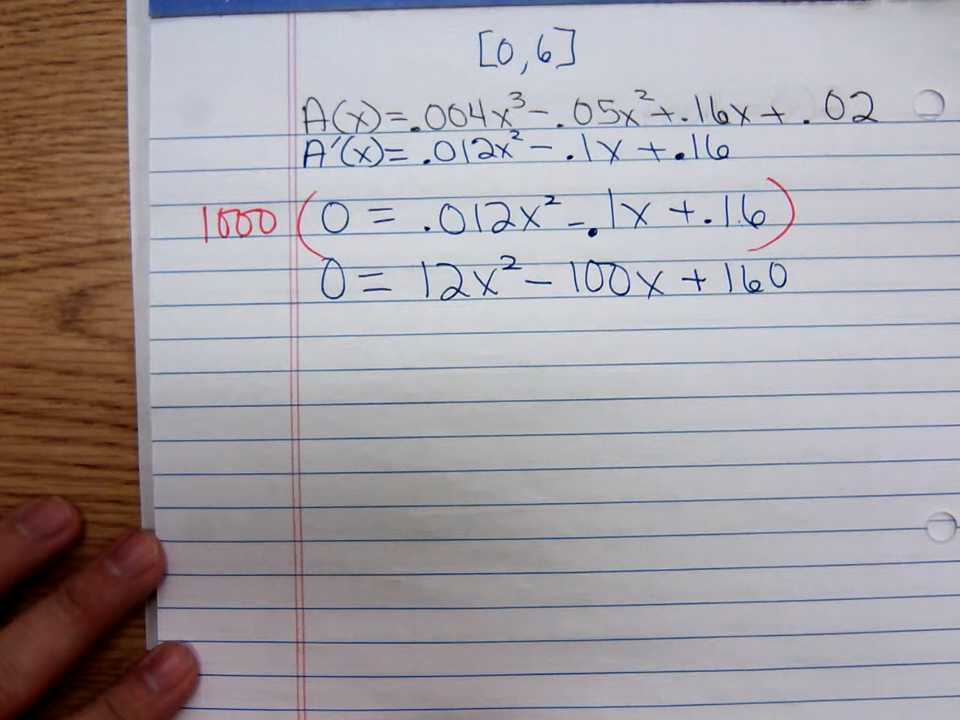 [0,6]
A(x)=.004x³-.05x²+.16x+.02
A'(x)=.012x²-.1x+.16
1000(0=.012x²-.1x+.16)
0=12x²-100x+160